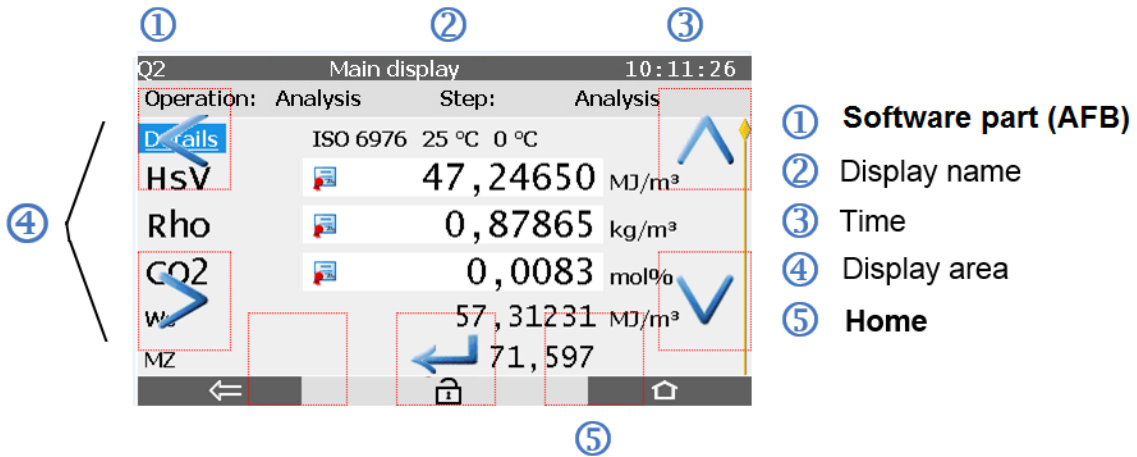 ① ② ③
Q2 Main display 10:11:26
Operation: Analysis Step: Analysis
Details ISO 6976 25 °C 0 °C
HsV 47,24650 MJ/m³
Rho 0,87865 kg/m³
CO2 0,0083 mol%
57,31231 MJ/m³
MZ 71,597
④
⑤
① Software part (AFB)
② Display name
③ Time
④ Display area
⑤ Home